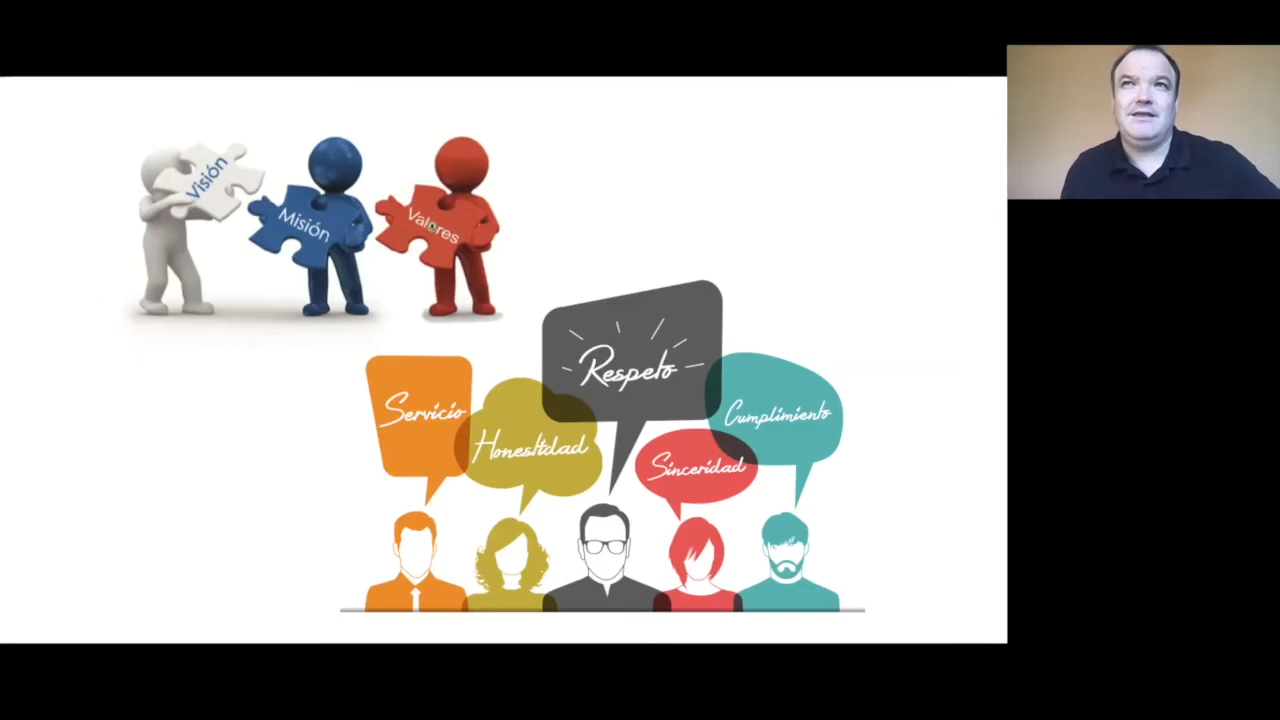 Visión
Misión
Valores
Respeto
Servicio
Honestidad
Sinceridad
Cumplimiento